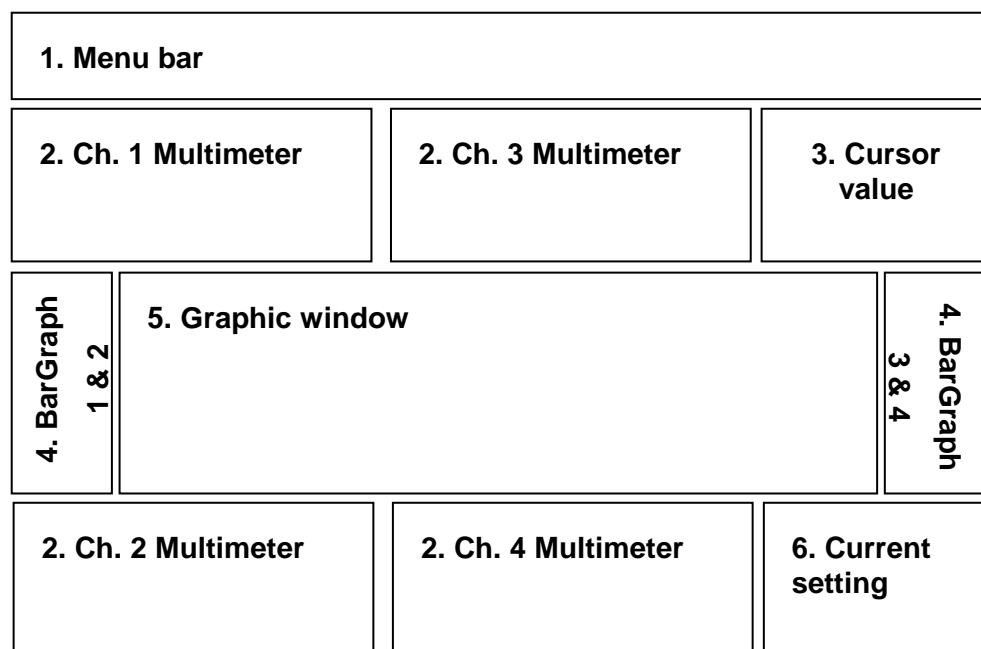 1. Menu bar
2. Ch. 1 Multimeter
2. Ch. 3 Multimeter
3. Cursor
value
4. BarGraph
1 & 2
5. Graphic window
4. BarGraph
3 & 4
2. Ch. 2 Multimeter
2. Ch. 4 Multimeter
6. Current
setting